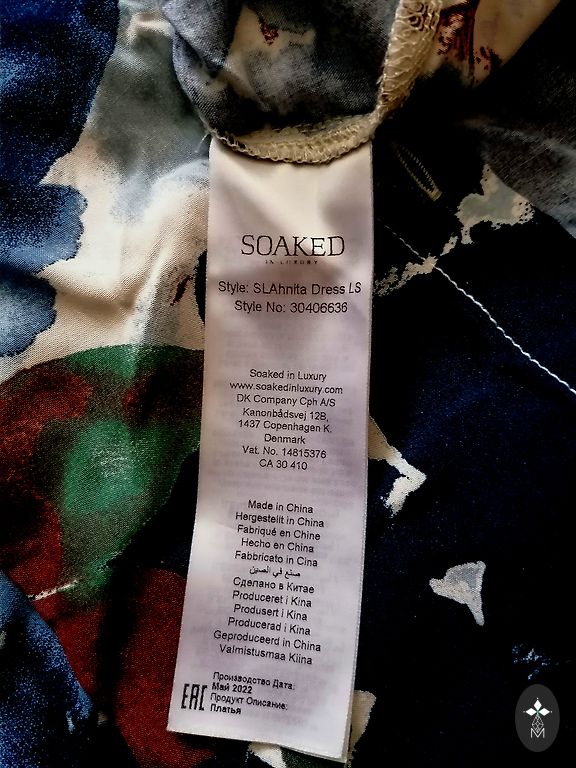 SOAKED
IN LUXURY
Style: SLAhnita Dress LS
Style No: 30406636
Soaked in Luxury
www.soakedinluxury.com
DK Company Cph A/S
Kanonbådsvej 12B,
1437 Copenhagen K.
Denmark
Vat. No. 14815376
CA 30 410
Made in China
Hergestellt in China
Fabriqué en Chine
Hecho en China
Fabbricato in Cina
صنع في الصين
Сделано в Китае
Produceret i Kina
Produsert i Kina
Producerad i Kina
Geproduceerd in China
Valmistusmaa Kiina
Производство Дата:
Май 2022
EAC Продукт Описание:
Платья
M